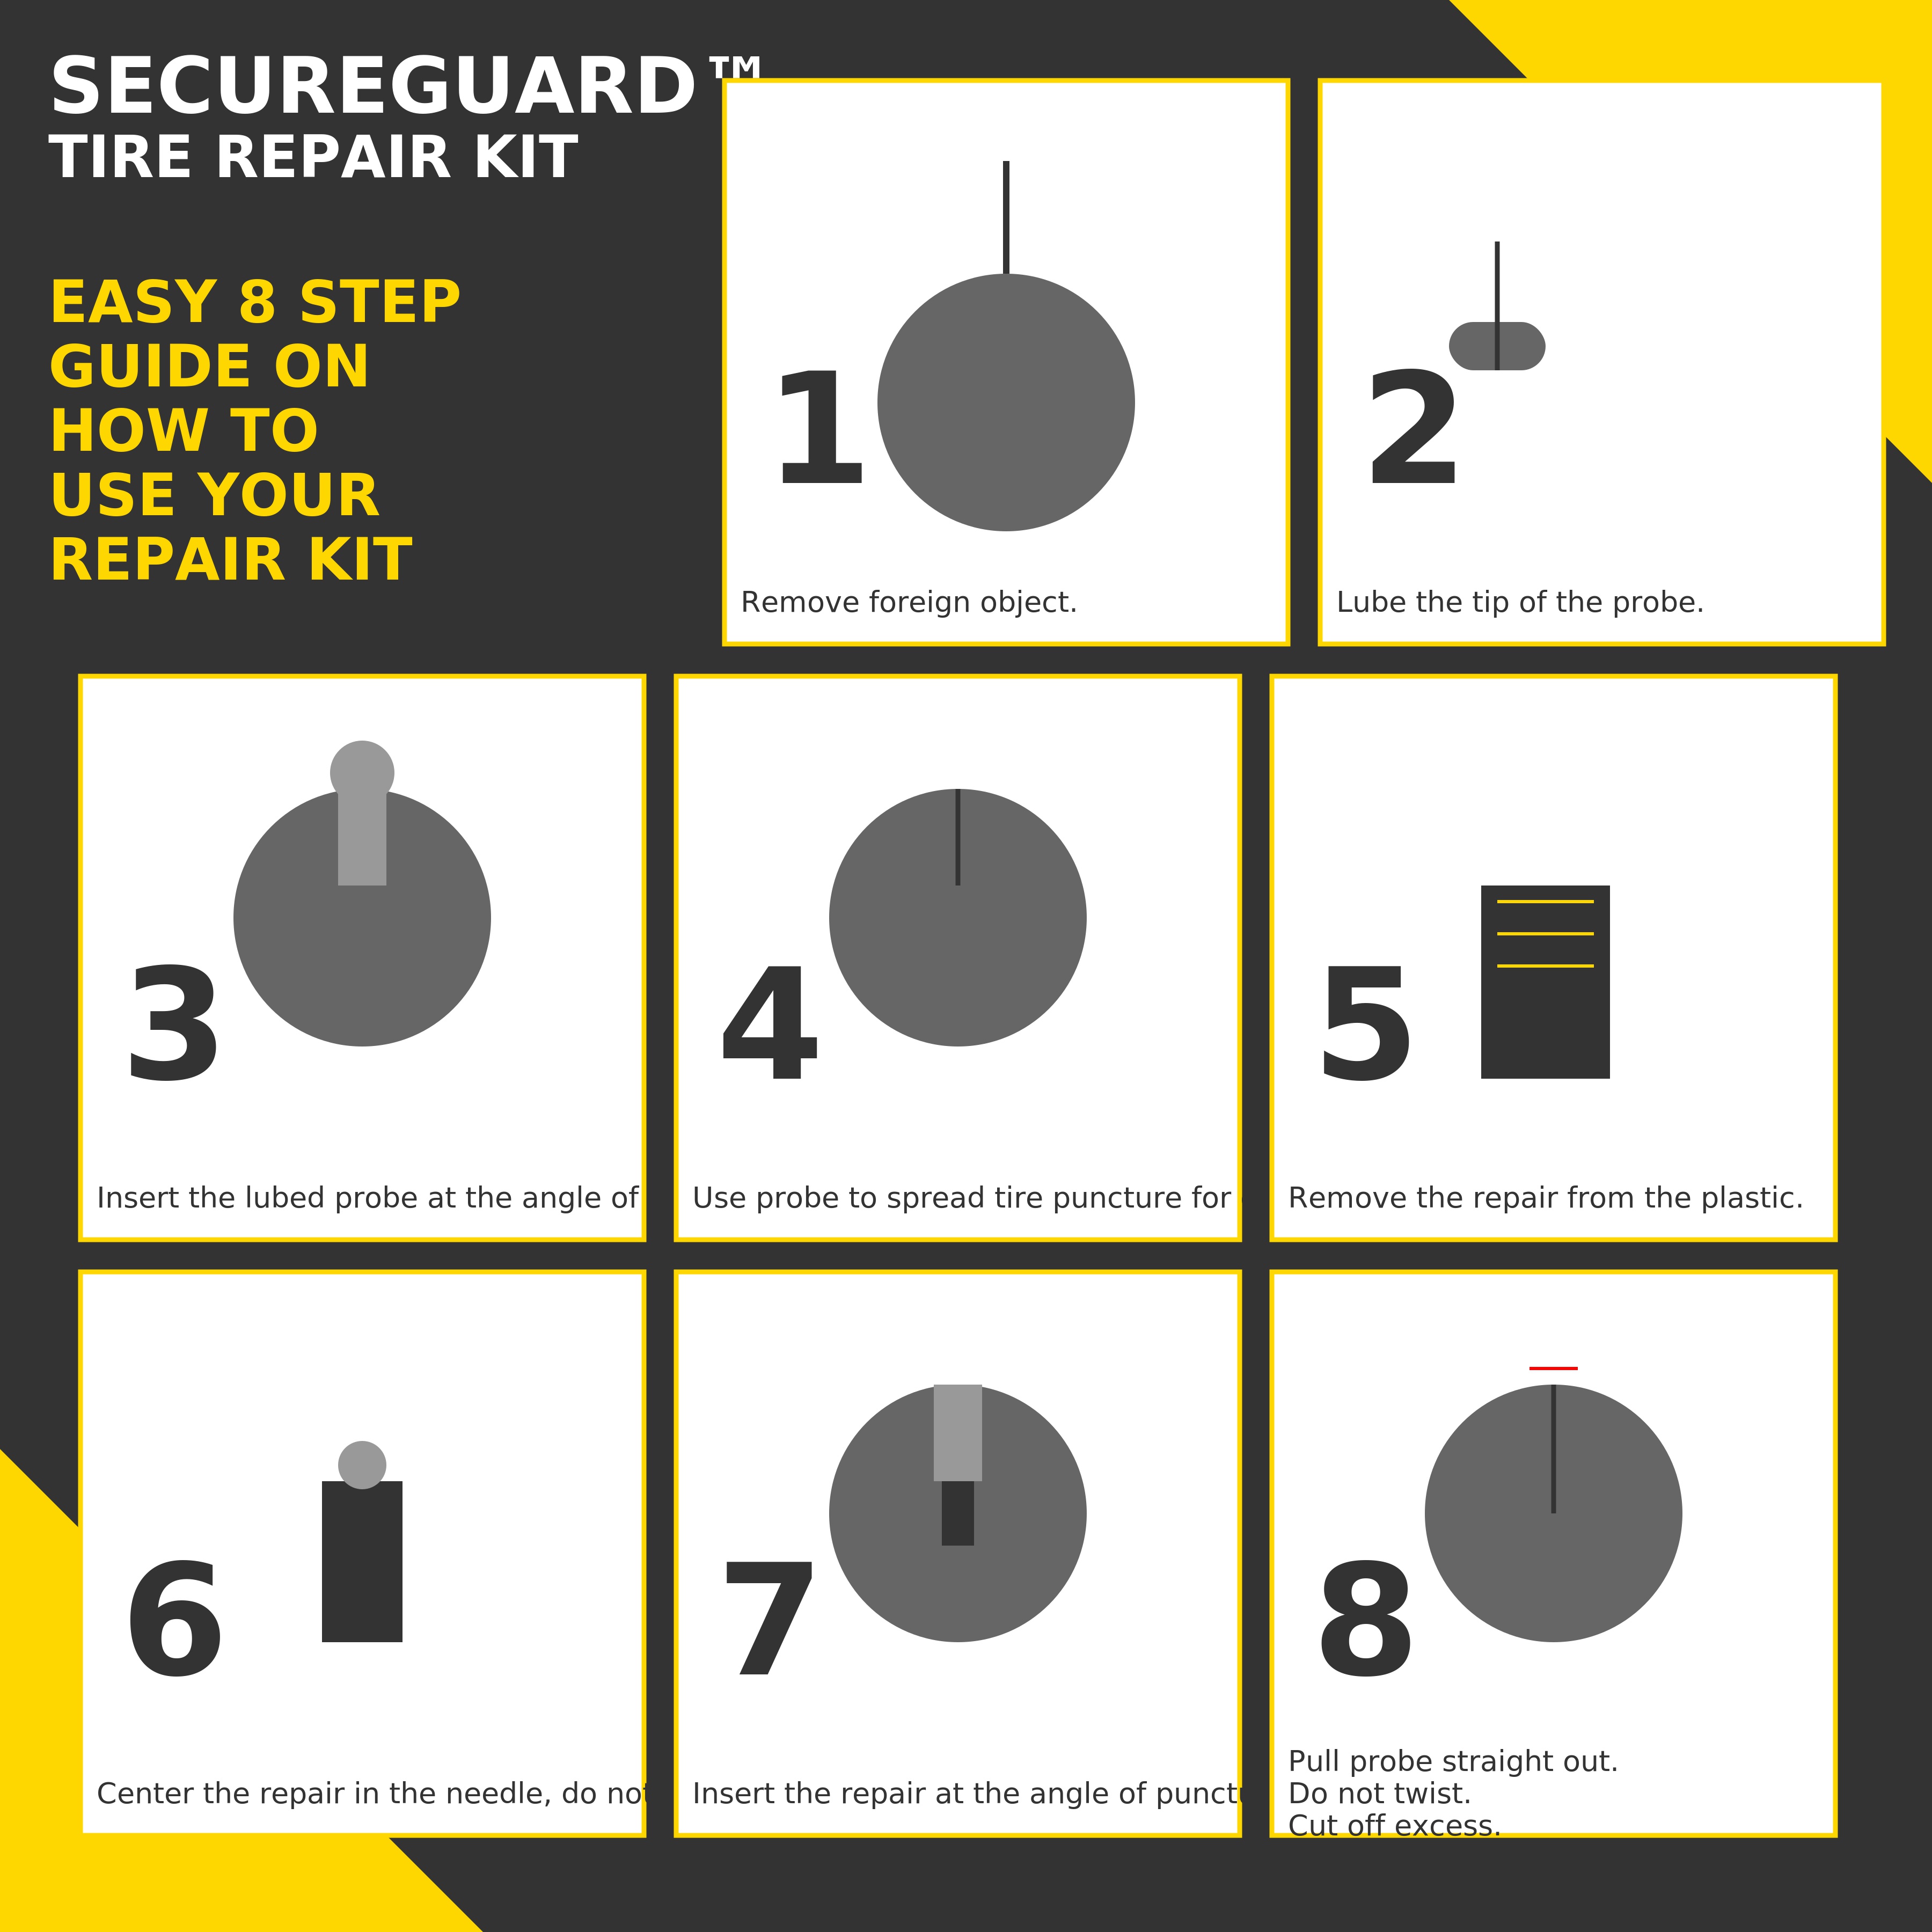 SECUREGUARD™
TIRE REPAIR KIT
EASY 8 STEP
GUIDE ON
HOW TO
USE YOUR
REPAIR KIT
1
Remove foreign object.
2
Lube the tip of the probe.
3
Insert the lubed probe at the angle of
4
Use probe to spread tire puncture for
5
Remove the repair from the plastic.
6
Center the repair in the needle, do not
7
Insert the repair at the angle of
8
Pull probe straight out.
Do not twist.
Cut off excess.